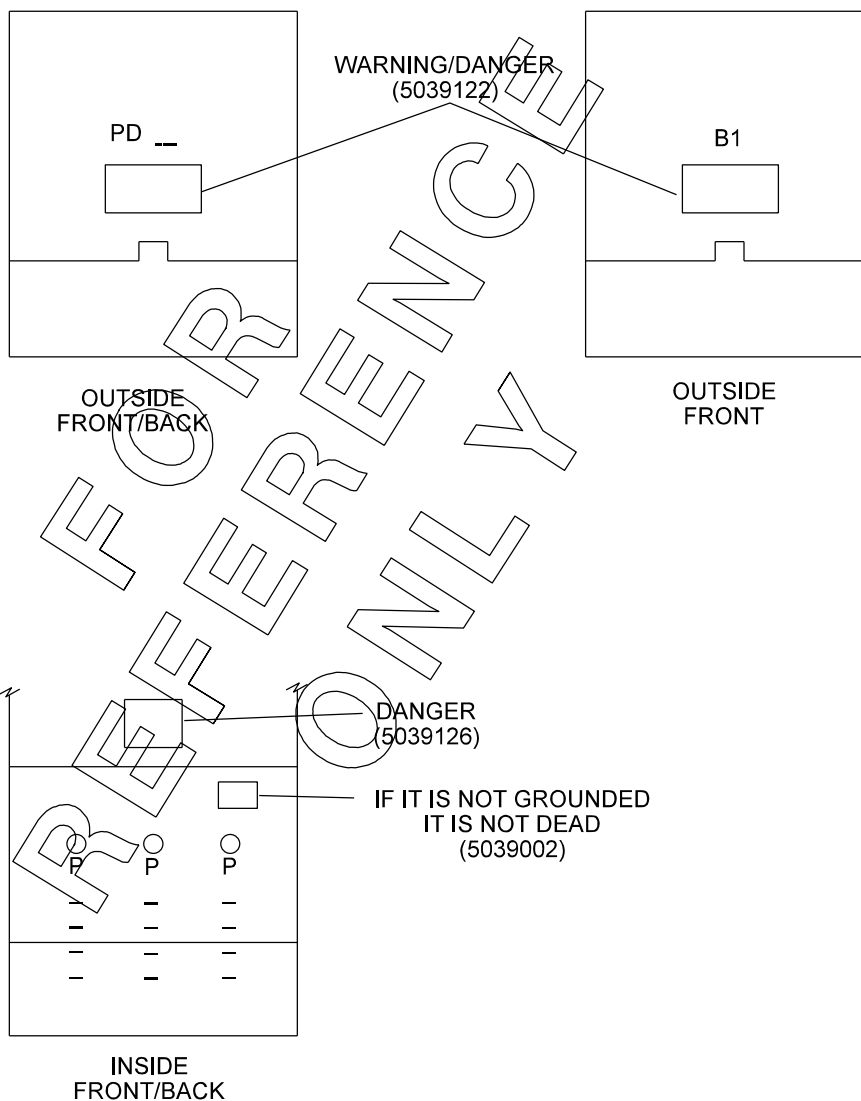 WARNING/DANGER
(5039122)
PD __
B1
OUTSIDE
FRONT/BACK
OUTSIDE
FRONT
FOR
REFERENCE
ONLY
DANGER
(5039126)
IF IT IS NOT GROUNDED
IT IS NOT DEAD
(5039002)
P P P
INSIDE
FRONT/BACK